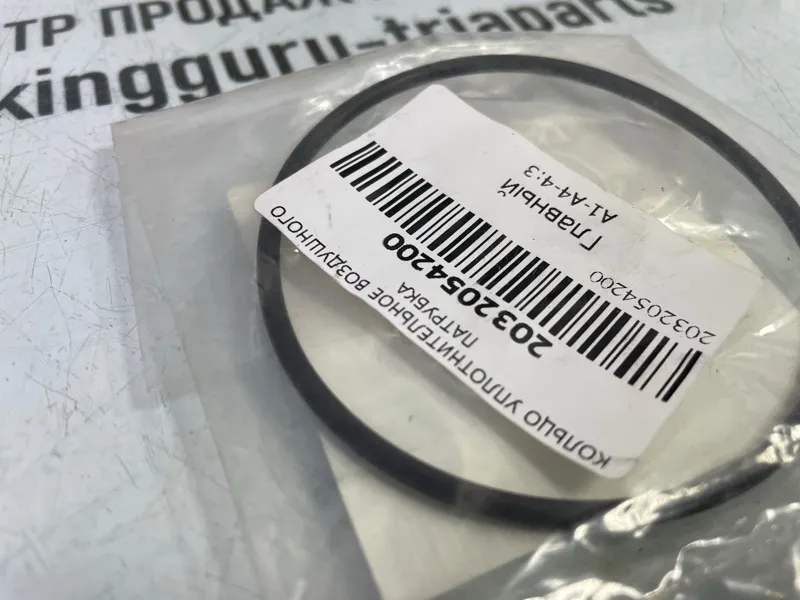 ТР ПРОДАЖ
kingguru-triaparts
КОЛЬЦО УПЛОТНИТЕЛЬНОЕ ВОЗДУШНОГО
ПАТРУБКА
2032054200
2032054200
Главный
A1-A4-4:3